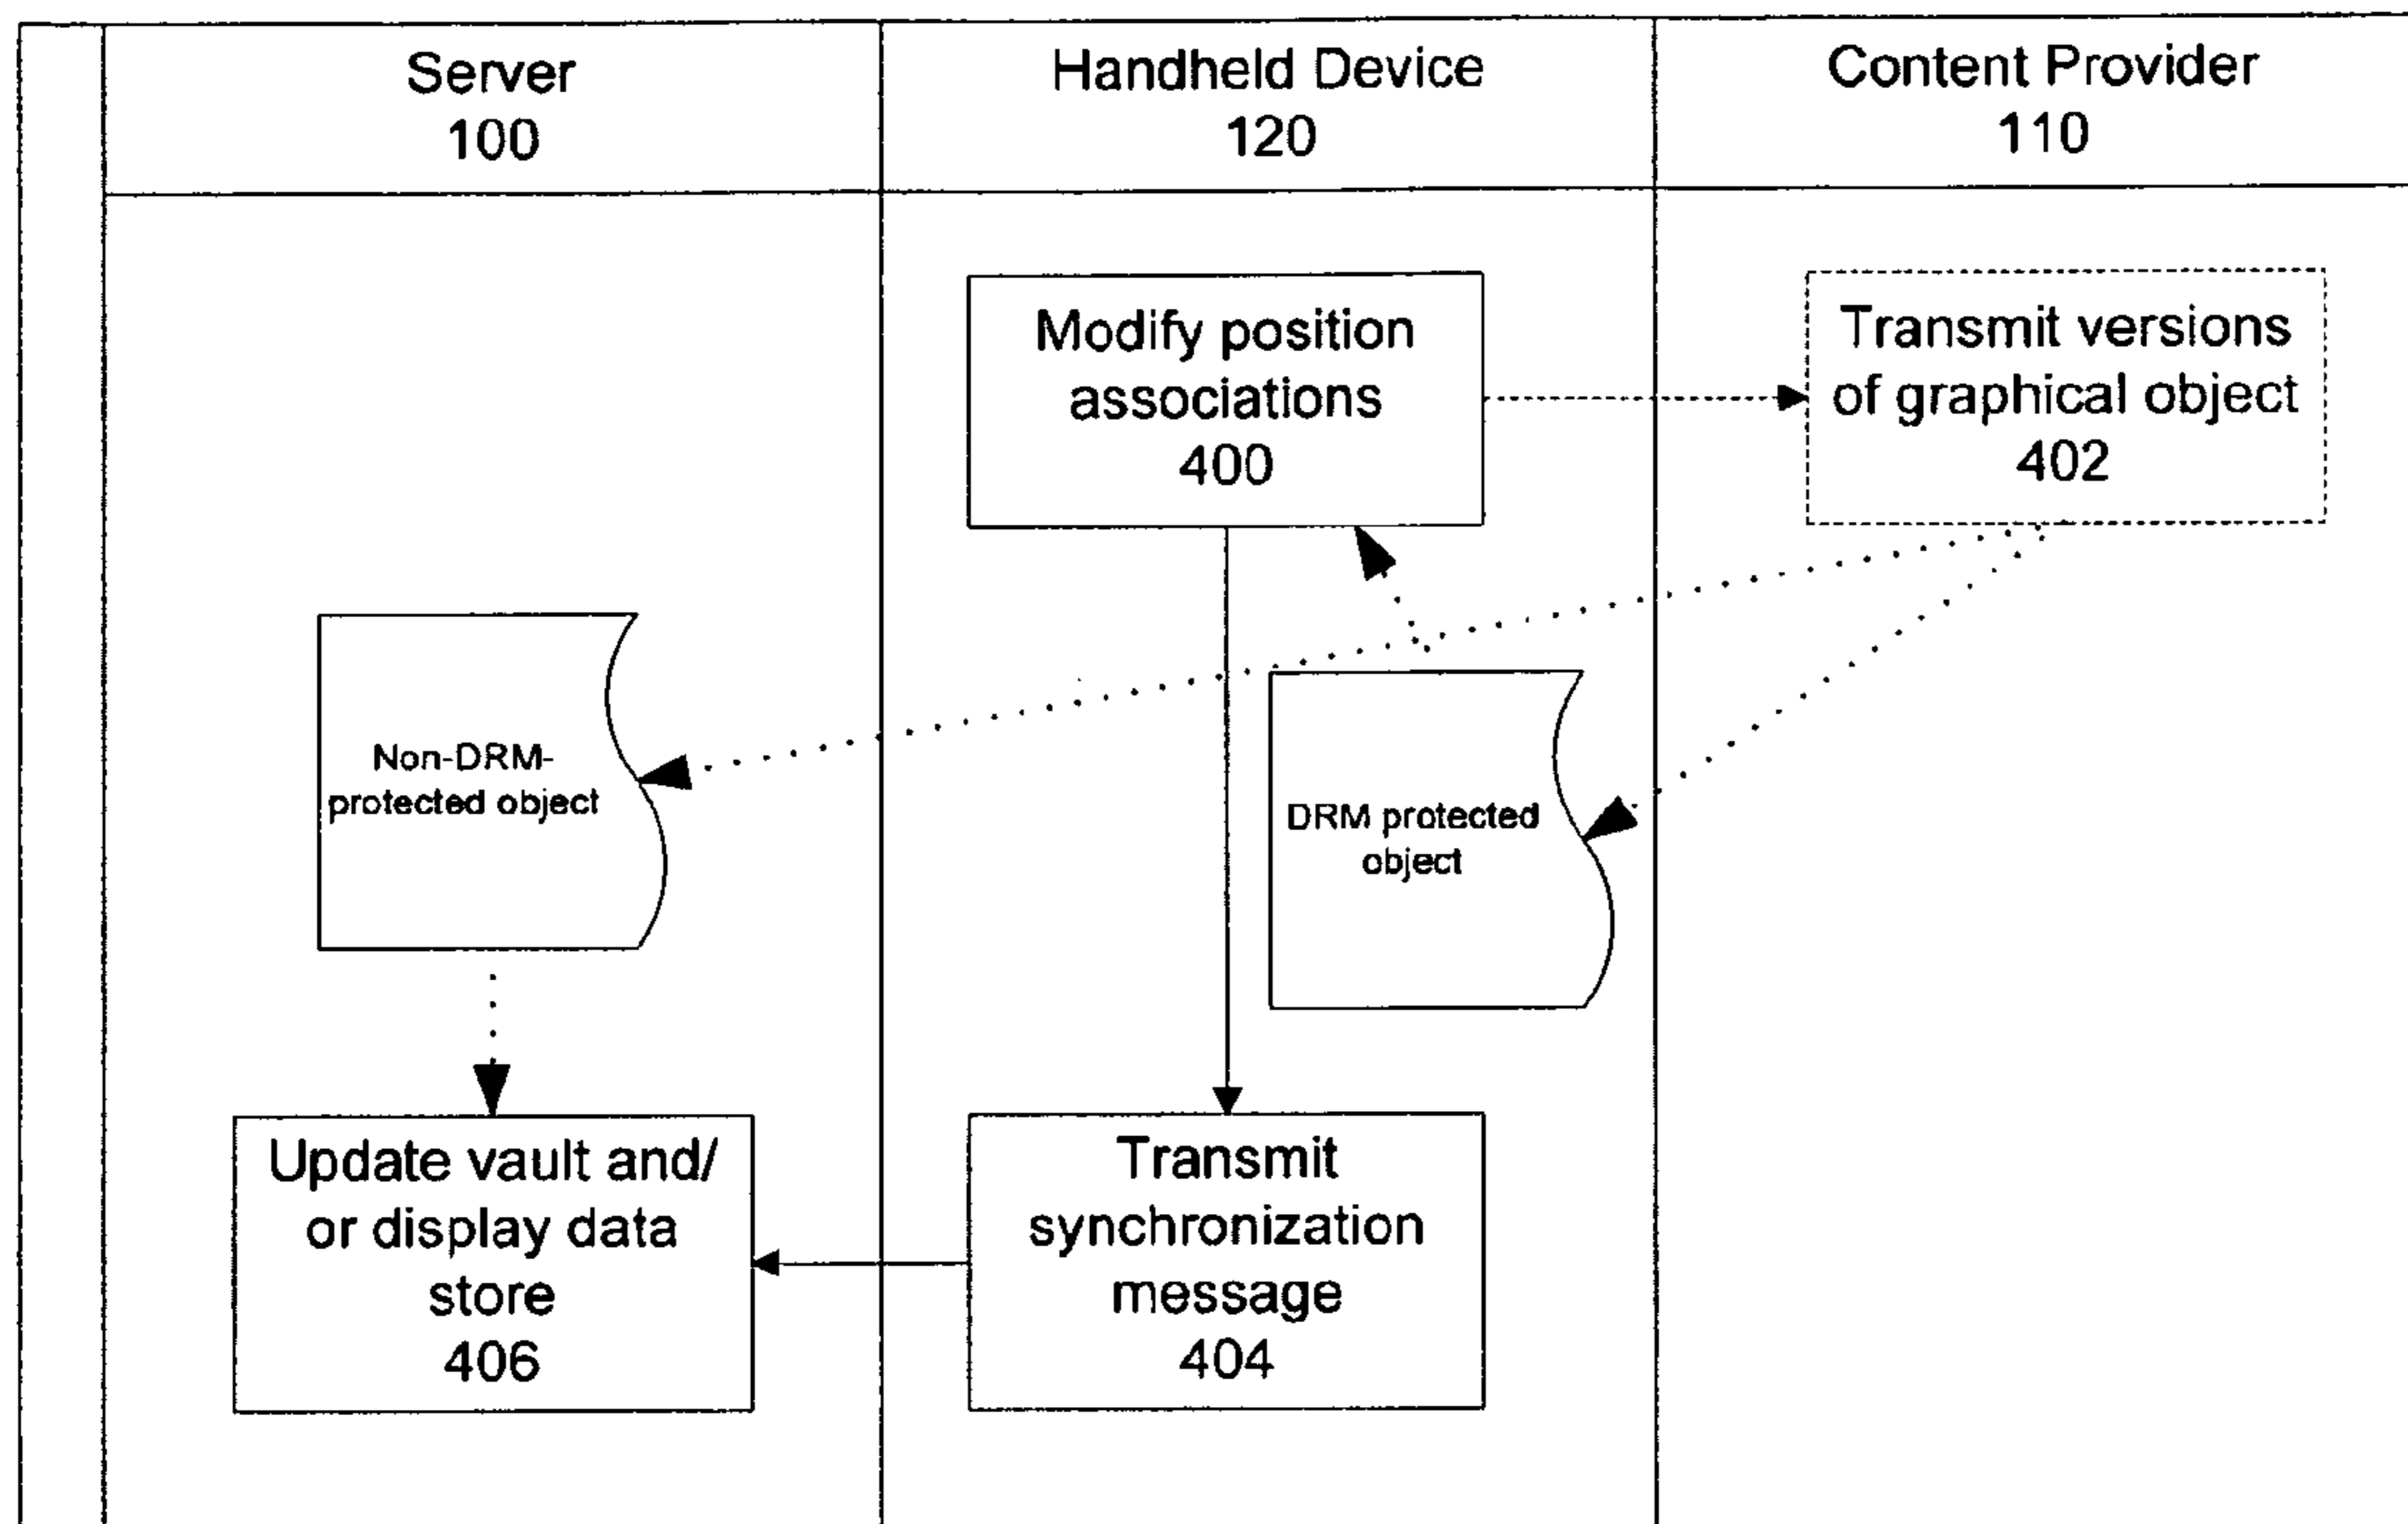 Server
100
Handheld Device
120
Content Provider
110
Modify position
associations
400
Transmit versions
of graphical object
402
Non-DRM-
protected object
DRM protected
object
Update vault and/
or display data
store
406
Transmit
synchronization
message
404